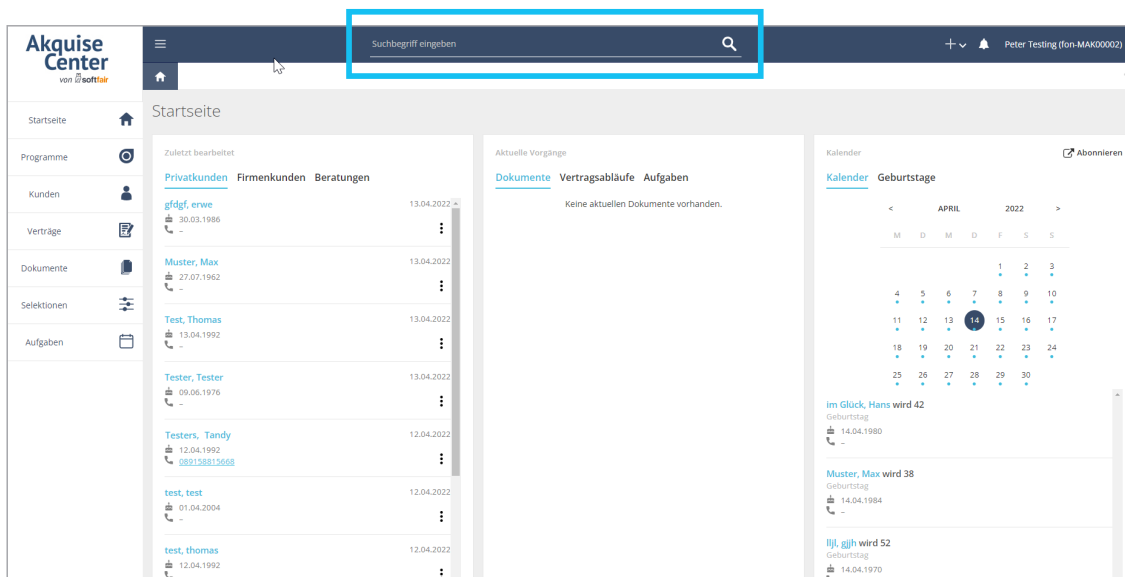 Akquise
Center
von softfair
Suchbegriff eingeben
Peter Testing (fon-MAK00002)
Startseite
Programme
Kunden
Verträge
Dokumente
Selektionen
Aufgaben
Startseite
Zuletzt bearbeitet
Privatkunden Firmenkunden Beratungen
gfdgf, erwe 13.04.2022
30.03.1986
–
Muster, Max 13.04.2022
27.07.1962
–
Test, Thomas 13.04.2022
13.04.1992
–
Tester, Tester 13.04.2022
09.06.1976
–
Testers, Tandy 12.04.2022
12.04.1992
089158815668
test, test 12.04.2022
01.04.2004
–
test, thomas 12.04.2022
12.04.1992
Aktuelle Vorgänge
Dokumente Vertragsabläufe Aufgaben
Keine aktuellen Dokumente vorhanden.
Kalender Abonnieren
Kalender Geburtstage
< APRIL 2022 >
M D M D F S S
1 2 3
4 5 6 7 8 9 10
11 12 13 14 15 16 17
18 19 20 21 22 23 24
25 26 27 28 29 30
im Glück, Hans wird 42
Geburtstag
14.04.1980
–
Muster, Max wird 38
Geburtstag
14.04.1984
–
lljl, gjjh wird 52
Geburtstag
14.04.1970